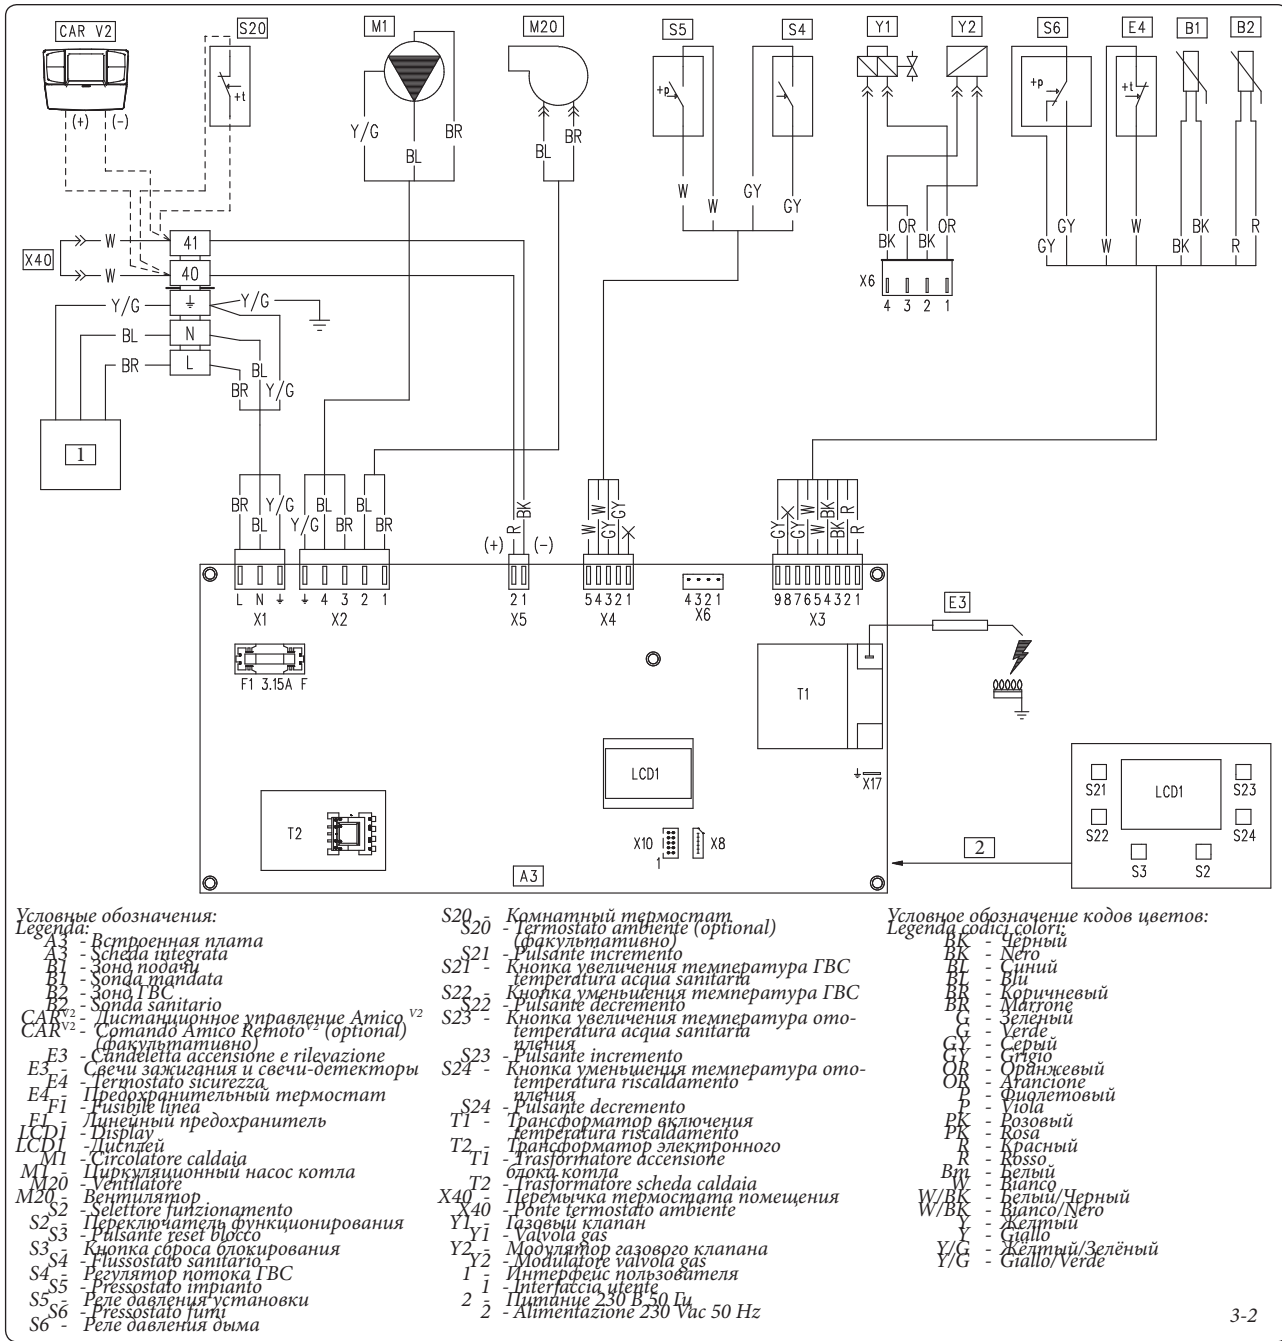 CAR V2
S20
M1
M20
S5
S4
Y1
Y2
S6
E4
B1
B2
+t
+p
+p
+t
(+)
(-)
Y/G
BL
BR
BL
BR
W
W
GY
GY
BK
OR
BK
OR
GY
GY
W
W
BK
BK
R
R
X6
4 3 2 1
X40
W
41
W
40
Y/G
Y/G
BL
N
BR
L
BR
BL
Y/G
1
BR
BL
Y/G
Y/G
BL
BR
BL
BR
R
BK
(+)
(-)
W
W
GY
GY
GY
GY
W
W
BK
BK
R
R
L N
4 3 2 1
2 1
5 4 3 2 1
4 3 2 1
9 8 7 6 5 4 3 2 1
X1
X2
X5
X4
X6
X3
E3
F1 3.15A F
T1
LCD1
X17
T2
X10
1
X8
A3
2
S21
LCD1
S23
S22
S24
S3
S2
Условные обозначения:
Legenda:
A3 - Встроенная плата
A3 - Scheda integrata
B1 - Зонд подачи
B1 - Sonda mandata
B2 - Зонд ГВС
B2 - Sonda sanitario
CARV2 - Дистанционное управление Amico V2
CARV2 - Comando Amico RemotoV2 (optional)
(факультативно)
E3 - Candeletta accensione e rilevazione
E3 - Свечи зажигания и свечи-детекторы
E4 - Termostato sicurezza
E4 - Предохранительный термостат
F1 - Fusibile linea
F1 - Линейный предохранитель
LCD1 - Display
LCD1 - Дисплей
M1 - Circolatore caldaia
M1 - Циркуляционный насос котла
M20 - Ventilatore
M20 - Вентилятор
S2 - Selettore funzionamento
S2 - Переключатель функционирования
S3 - Pulsante reset blocco
S3 - Кнопка сброса блокирования
S4 - Flussostato sanitario
S4 - Регулятор потока ГВС
S5 - Pressostato impianto
S5 - Реле давления установки
S6 - Pressostato fumi
S6 - Реле давления дыма
S20 - Комнатный термостат
S20 - Termostato ambiente (optional)
(факультативно)
S21 - Pulsante incremento
S21 - Кнопка увеличения температура ГВС
temperatura acqua sanitaria
S22 - Кнопка уменьшения температура ГВС
S22 - Pulsante decremento
S23 - Кнопка увеличения температура ото-
temperatura acqua sanitaria
пления
S23 - Pulsante incremento
S24 - Кнопка уменьшения температура ото-
temperatura riscaldamento
пления
S24 - Pulsante decremento
T1 - Трансформатор включения
temperatura riscaldamento
T2 - Трансформатор электронного
T1 - Trasformatore accensione
блока котла
T2 - Trasformatore scheda caldaia
X40 - Перемычка термостата помещения
X40 - Ponte termostato ambiente
Y1 - Газовый клапан
Y1 - Valvola gas
Y2 - Модулятор газового клапана
Y2 - Modulatore valvola gas
1 - Интерфейс пользователя
1 - Interfaccia utente
2 - Питание 230 В 50 Гц
2 - Alimentazione 230 Vac 50 Hz
Условное обозначение кодов цветов:
Legenda codici colori:
BK - Чёрный
BK - Nero
BL - Синий
BL - Blu
BR - Коричневый
BR - Marrone
G - Зелёный
G - Verde
GY - Серый
GY - Grigio
OR - Оранжевый
OR - Arancione
P - Фиолетовый
P - Viola
PK - Розовый
PK - Rosa
R - Красный
R - Rosso
Вт - Белый
W - Bianco
W/BK - Белый/Черный
W/BK - Bianco/Nero
Y - Желтый
Y - Giallo
Y/G - Жёлтый/Зелёный
Y/G - Giallo/Verde
3-2